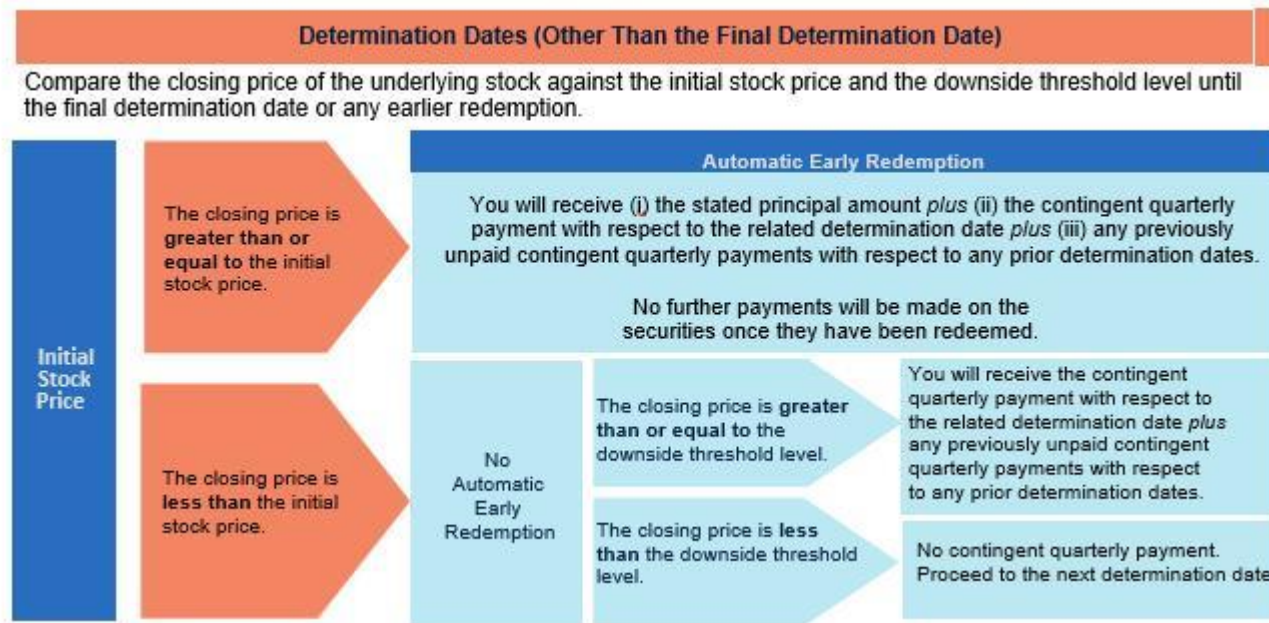 Determination Dates (Other Than the Final Determination Date)
Compare the closing price of the underlying stock against the initial stock price and the downside threshold level until
the final determination date or any earlier redemption.
Initial
Stock
Price
The closing price is
greater than or
equal to the initial
stock price.
Automatic Early Redemption
You will receive (i) the stated principal amount plus (ii) the contingent quarterly
payment with respect to the related determination date plus (iii) any previously
unpaid contingent quarterly payments with respect to any prior determination dates.
No further payments will be made on the
securities once they have been redeemed.
The closing price is
less than the initial
stock price.
No
Automatic
Early
Redemption
The closing price is greater
than or equal to the
downside threshold level.
You will receive the contingent
quarterly payment with respect to
the related determination date plus
any previously unpaid contingent
quarterly payments with respect
to any prior determination dates.
The closing price is less
than the downside threshold
level.
No contingent quarterly payment.
Proceed to the next determination date